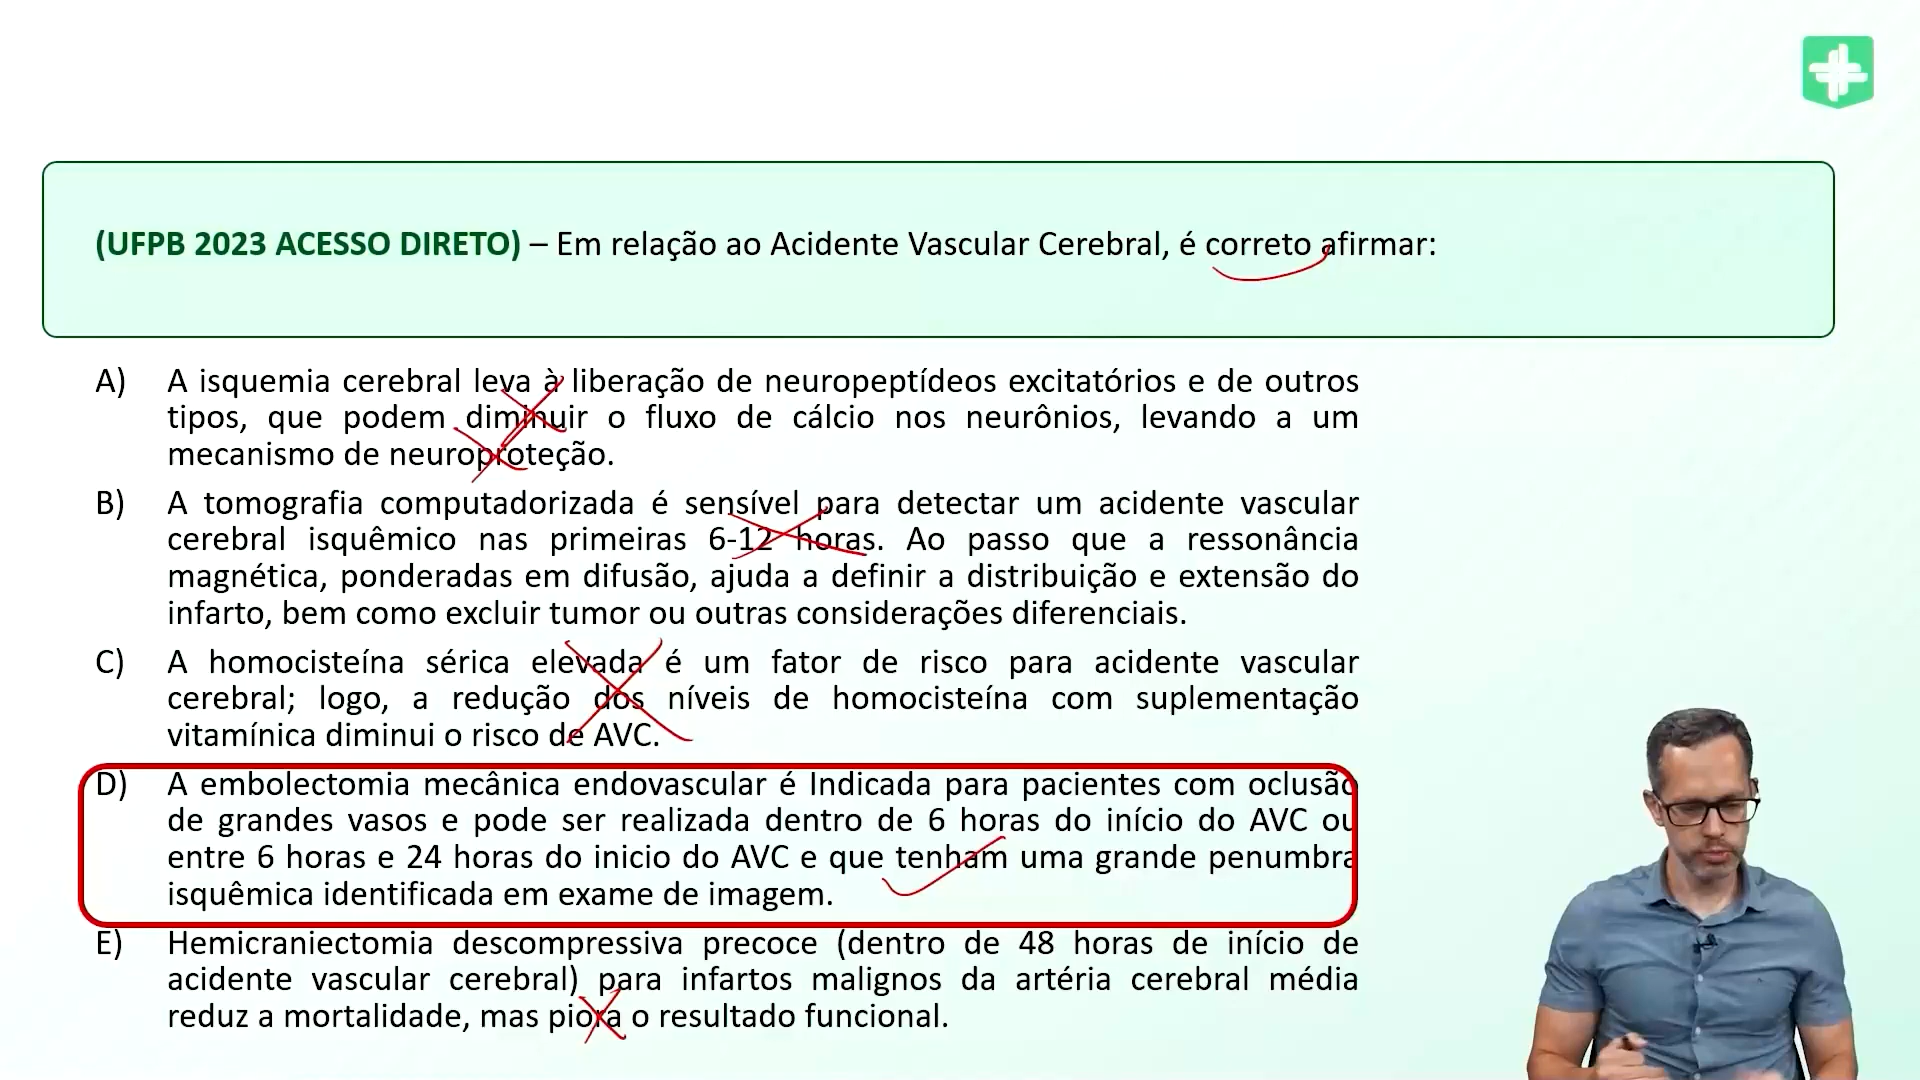 (UFPB 2023 ACESSO DIRETO) – Em relação ao Acidente Vascular Cerebral, é correto afirmar:
A) A isquemia cerebral leva à liberação de neuropeptídeos excitatórios e de outros
tipos, que podem diminuir o fluxo de cálcio nos neurônios, levando a um
mecanismo de neuroproteção.
B) A tomografia computadorizada é sensível para detectar um acidente vascular
cerebral isquêmico nas primeiras 6-12 horas. Ao passo que a ressonância
magnética, ponderadas em difusão, ajuda a definir a distribuição e extensão do
infarto, bem como excluir tumor ou outras considerações diferenciais.
C) A homocisteína sérica elevada é um fator de risco para acidente vascular
cerebral; logo, a redução dos níveis de homocisteína com suplementação
vitamínica diminui o risco de AVC.
D) A embolectomia mecânica endovascular é Indicada para pacientes com oclusão
de grandes vasos e pode ser realizada dentro de 6 horas do início do AVC ou
entre 6 horas e 24 horas do inicio do AVC e que tenham uma grande penumbra
isquêmica identificada em exame de imagem.
E) Hemicraniectomia descompressiva precoce (dentro de 48 horas de início de
acidente vascular cerebral) para infartos malignos da artéria cerebral média
reduz a mortalidade, mas piora o resultado funcional.